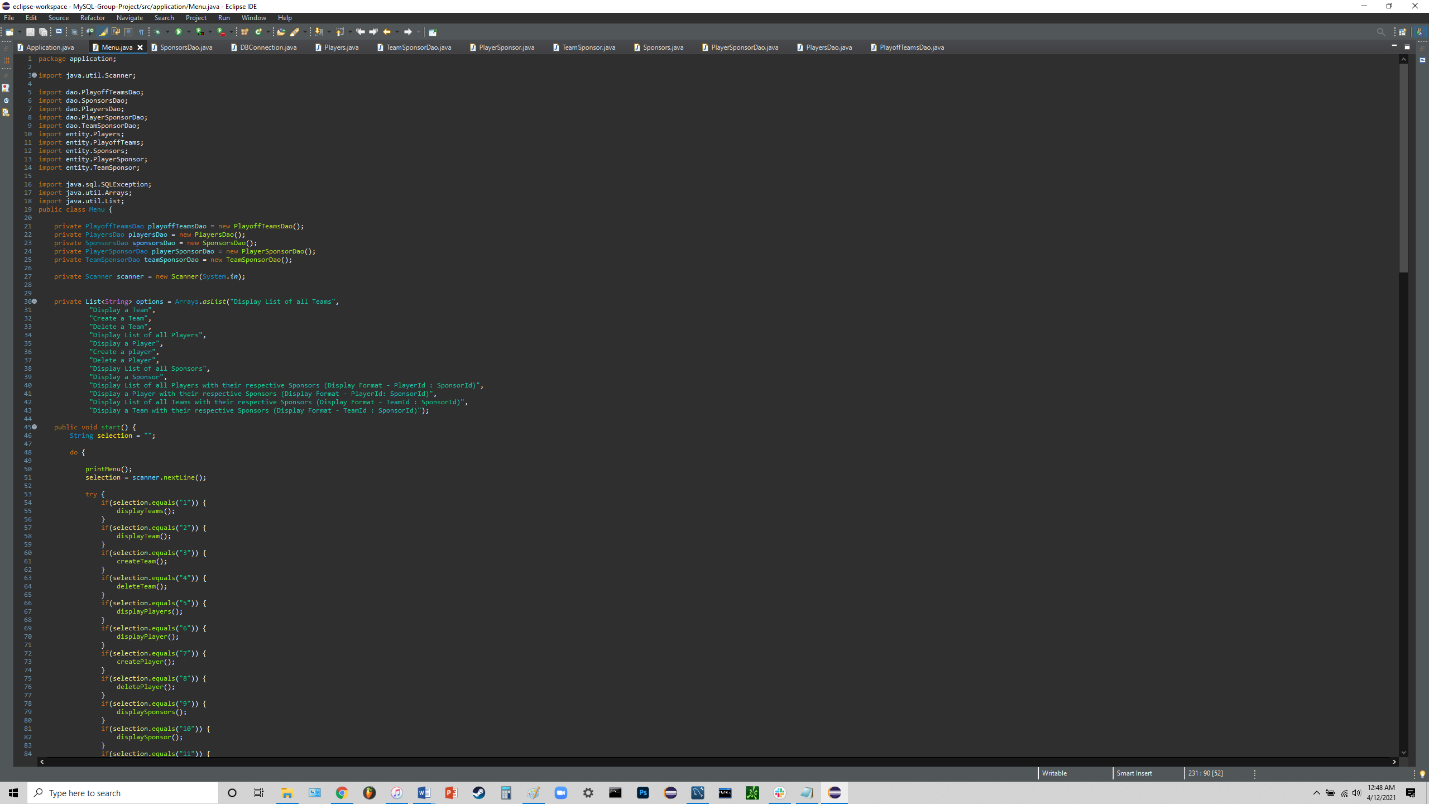 eclipse-workspace - MySQL-Group-Project/src/application/Menu.java - Eclipse IDE
File Edit Source Refactor Navigate Search Project Run Window Help
Application.java Menu.java SponsorsDao.java DBConnection.java Players.java TeamSponsorDao.java PlayerSponsor.java TeamSponsor.java Sponsors.java PlayerSponsorDao.java PlayersDao.java PlayoffTeamsDao.java
1 package application;
2
3 import java.util.Scanner;
4
5 import dao.PlayoffTeamsDao;
6 import dao.SponsorsDao;
7 import dao.PlayersDao;
8 import dao.PlayerSponsorDao;
9 import dao.TeamSponsorDao;
10 import entity.Players;
11 import entity.PlayoffTeams;
12 import entity.Sponsors;
13 import entity.PlayerSponsor;
14 import entity.TeamSponsor;
15
16 import java.sql.SQLException;
17 import java.util.Arrays;
18 import java.util.List;
19 public class Menu {
20
21 private PlayoffTeamsDao playoffTeamsDao = new PlayoffTeamsDao();
22 private PlayersDao playersDao = new PlayersDao();
23 private SponsorsDao sponsorsDao = new SponsorsDao();
24 private PlayerSponsorDao playerSponsorDao = new PlayerSponsorDao();
25 private TeamSponsorDao teamSponsorDao = new TeamSponsorDao();
26
27 private Scanner scanner = new Scanner(System.in);
28
29
30 private List<String> options = Arrays.asList("Display List of all Teams",
31 "Display a Team",
32 "Create a Team",
33 "Delete a Team",
34 "Display List of all Players",
35 "Display a Player",
36 "Create a player",
37 "Delete a Player",
38 "Display List of all Sponsors",
39 "Display a Sponsor",
40 "Display List of all Players with their respective Sponsors (Display Format - PlayerId : SponsorId)",
41 "Display a Player with their respective Sponsors (Display Format - PlayerId: SponsorId)",
42 "Display List of all Teams with their respective Sponsors (Display Format - TeamId : SponsorId)",
43 "Display a Team with their respective Sponsors (Display Format - TeamId : SponsorId)");
44
45 public void start() {
46 String selection = "";
47
48 do {
49
50 printMenu();
51 selection = scanner.nextLine();
52
53 try {
54 if(selection.equals("1")) {
55 displayTeams();
56 }
57 if(selection.equals("2")) {
58 displayTeam();
59 }
60 if(selection.equals("3")) {
61 createTeam();
62 }
63 if(selection.equals("4")) {
64 deleteTeam();
65 }
66 if(selection.equals("5")) {
67 displayPlayers();
68 }
69 if(selection.equals("6")) {
70 displayPlayer();
71 }
72 if(selection.equals("7")) {
73 createPlayer();
74 }
75 if(selection.equals("8")) {
76 deletePlayer();
77 }
78 if(selection.equals("9")) {
79 displaySponsors();
80 }
81 if(selection.equals("10")) {
82 displaySponsor();
83 }
84 if(selection.equals("11")) {
Writable Smart Insert 231 : 90 [52]
Type here to search
12:48 AM
4/12/2021